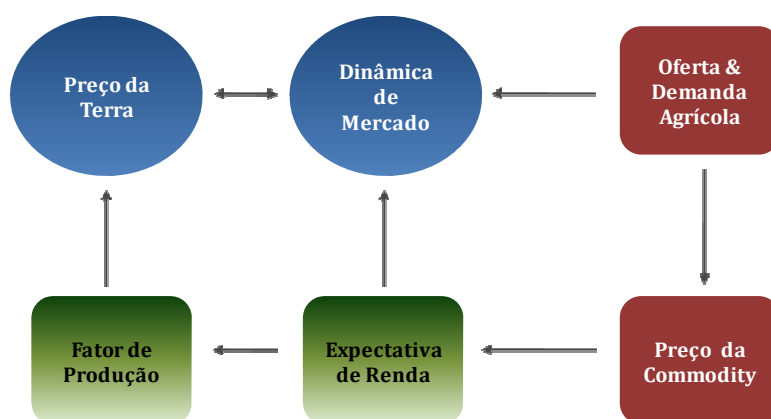 Preço da
Terra
Dinâmica
de
Mercado
Oferta &
Demanda
Agrícola
Fator de
Produção
Expectativa
de Renda
Preço da
Commodity